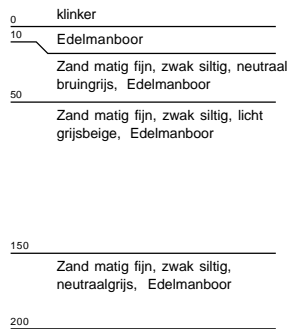 klinker
0
10
Edelmanboor
Zand matig fijn, zwak siltig, neutraal
bruingrijs, Edelmanboor
50
Zand matig fijn, zwak siltig, licht
grijsbeige, Edelmanboor
150
Zand matig fijn, zwak siltig,
neutraalgrijs, Edelmanboor
200